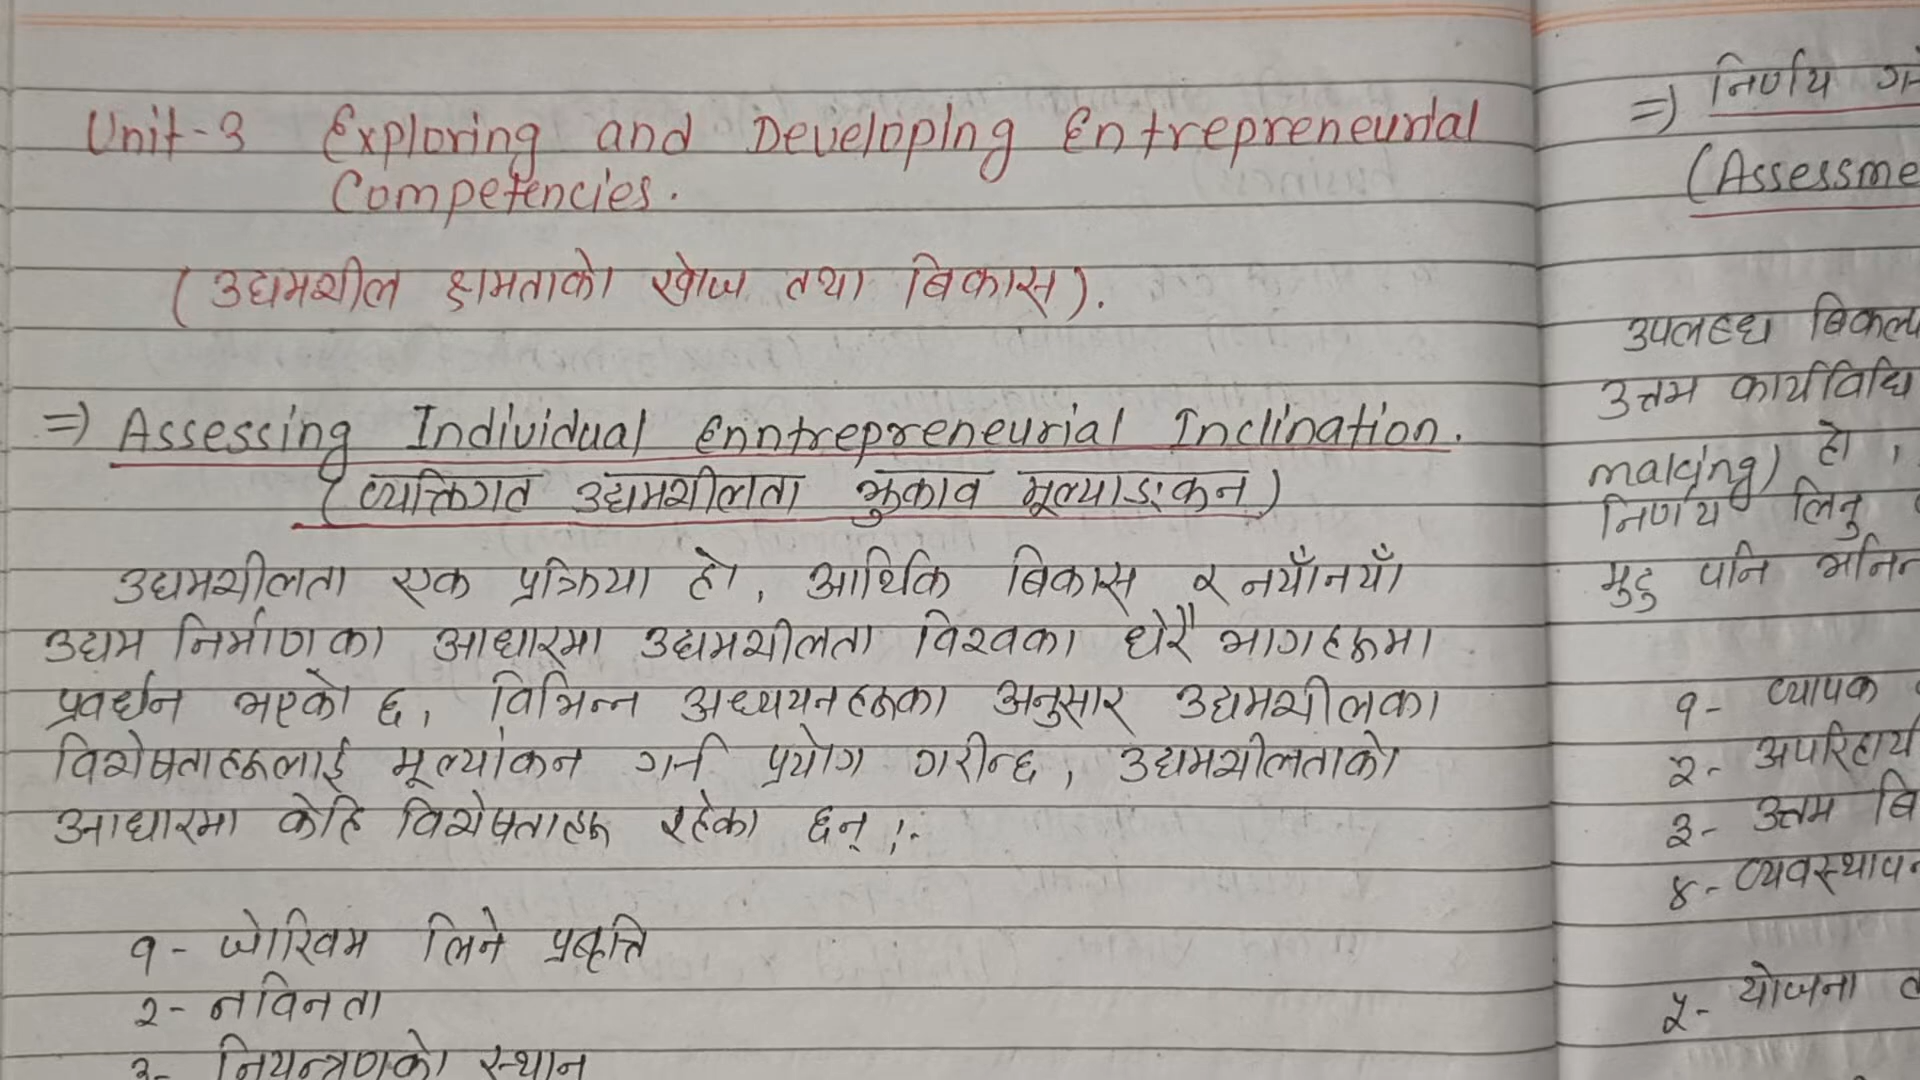 Unit-3 Exploring and Developing Entrepreneurial
Competencies.
(उद्यमशील क्षमताको खोज तथा बिकास).
=) Assessing Individual Enntrepreneurial Inclination.
(व्यक्तिगत उद्यमशीलता झुकाव मूल्याङ्कन)
उद्यमशीलता एक प्रक्रिया हो, आर्थिक बिकास र नयाँनयाँ
उद्यम निर्माणका आधारमा उद्यमशीलता विश्वका धेरै भागहरूमा
प्रवर्धन भएको छ, विभिन्न अध्ययनहरूका अनुसार उद्यमशीलका
विशेषताहरूलाई मूल्यांकन गर्न प्रयोग गरीन्छ, उद्यमशीलताको
आधारमा केहि विशेषताहरू रहेका छन् ;-
१- जोखिम लिने प्रबृत्ति
२- नविनता
३- नियन्त्रणको स्थान
=) निर्णय
(Assessme
उपलब्ध बिकल्प
उत्तम कार्यविधि
making) हो,
निर्णय लिनु
मुटु पनि भनिन
१- व्यापक
२- अपरिहार्य
३- उत्तम बि
४- व्यवस्थापन
५- योजना